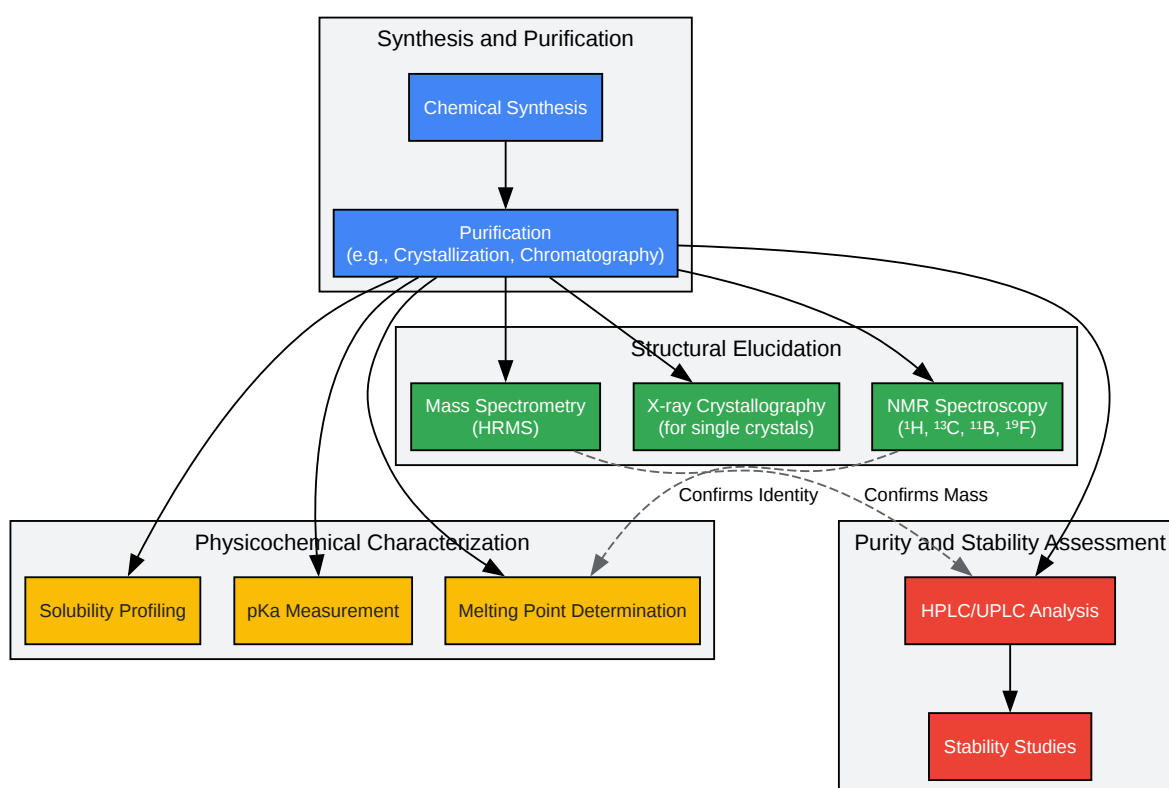 Synthesis and Purification
Chemical Synthesis
Purification
(e.g., Crystallization, Chromatography)
Structural Elucidation
Mass Spectrometry
(HRMS)
X-ray Crystallography
(for single crystals)
NMR Spectroscopy
(¹H, ¹³C, ¹¹B, ¹⁹F)
Confirms Identity
Confirms Mass
Physicochemical Characterization
Solubility Profiling
pKa Measurement
Melting Point Determination
Purity and Stability Assessment
HPLC/UPLC Analysis
Stability Studies